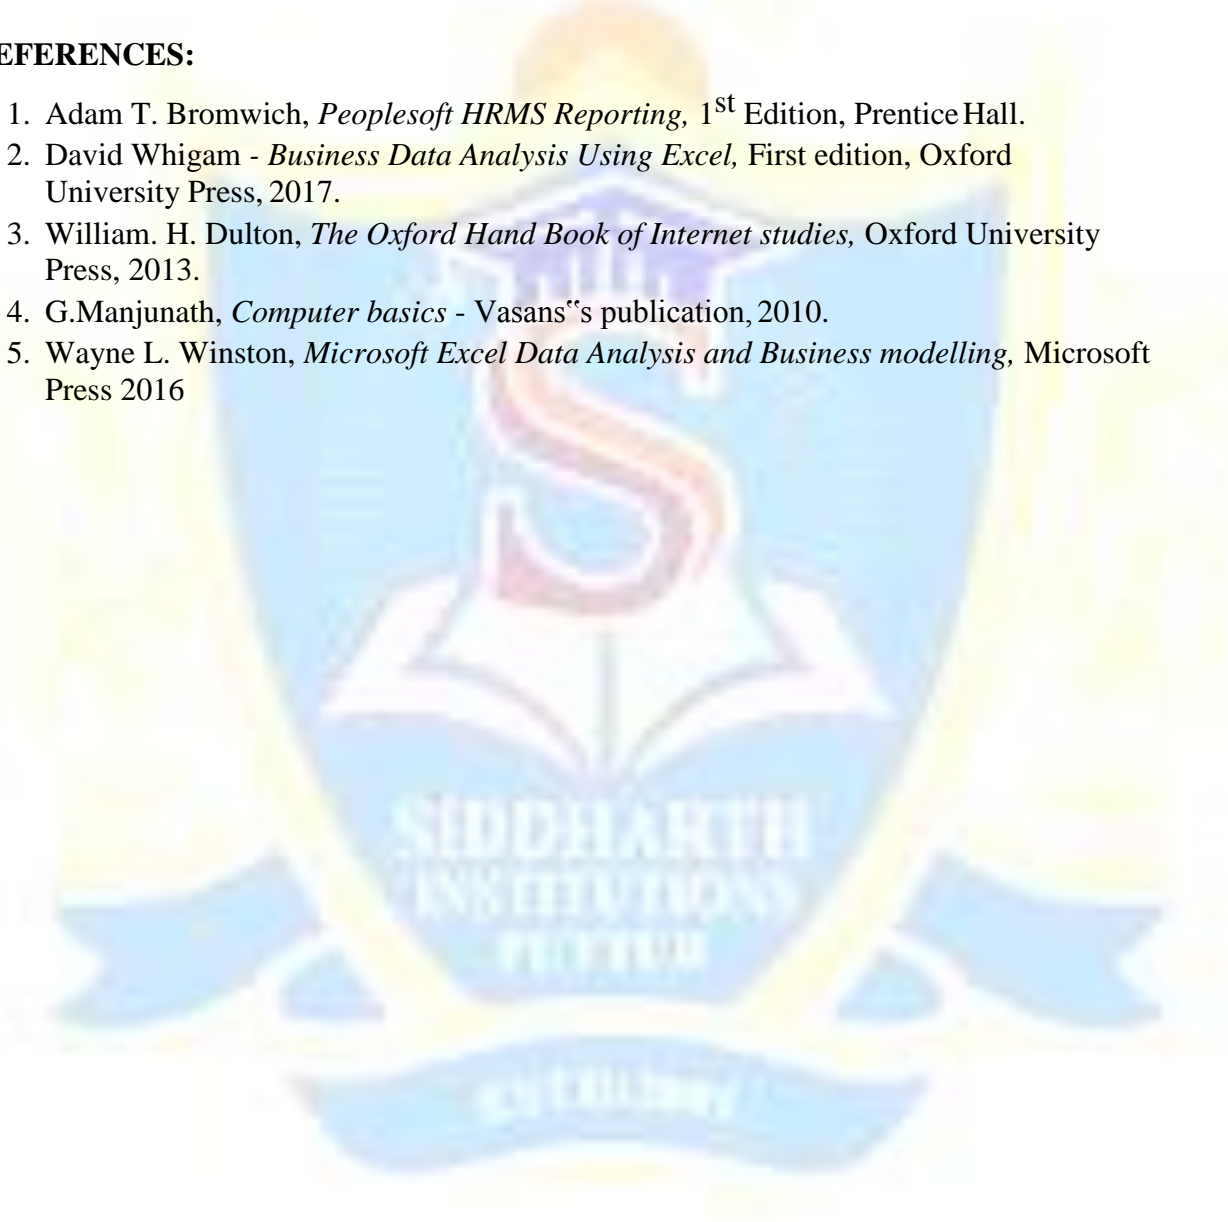 EFERENCES:
1. Adam T. Bromwich, Peoplesoft HRMS Reporting, 1st Edition, Prentice Hall.
2. David Whigam - Business Data Analysis Using Excel, First edition, Oxford
University Press, 2017.
3. William. H. Dulton, The Oxford Hand Book of Internet studies, Oxford University
Press, 2013.
4. G.Manjunath, Computer basics - Vasans‟s publication, 2010.
5. Wayne L. Winston, Microsoft Excel Data Analysis and Business modelling, Microsoft
Press 2016
S
SIDDHARTH
INSTITUTIONS
PUTTUR